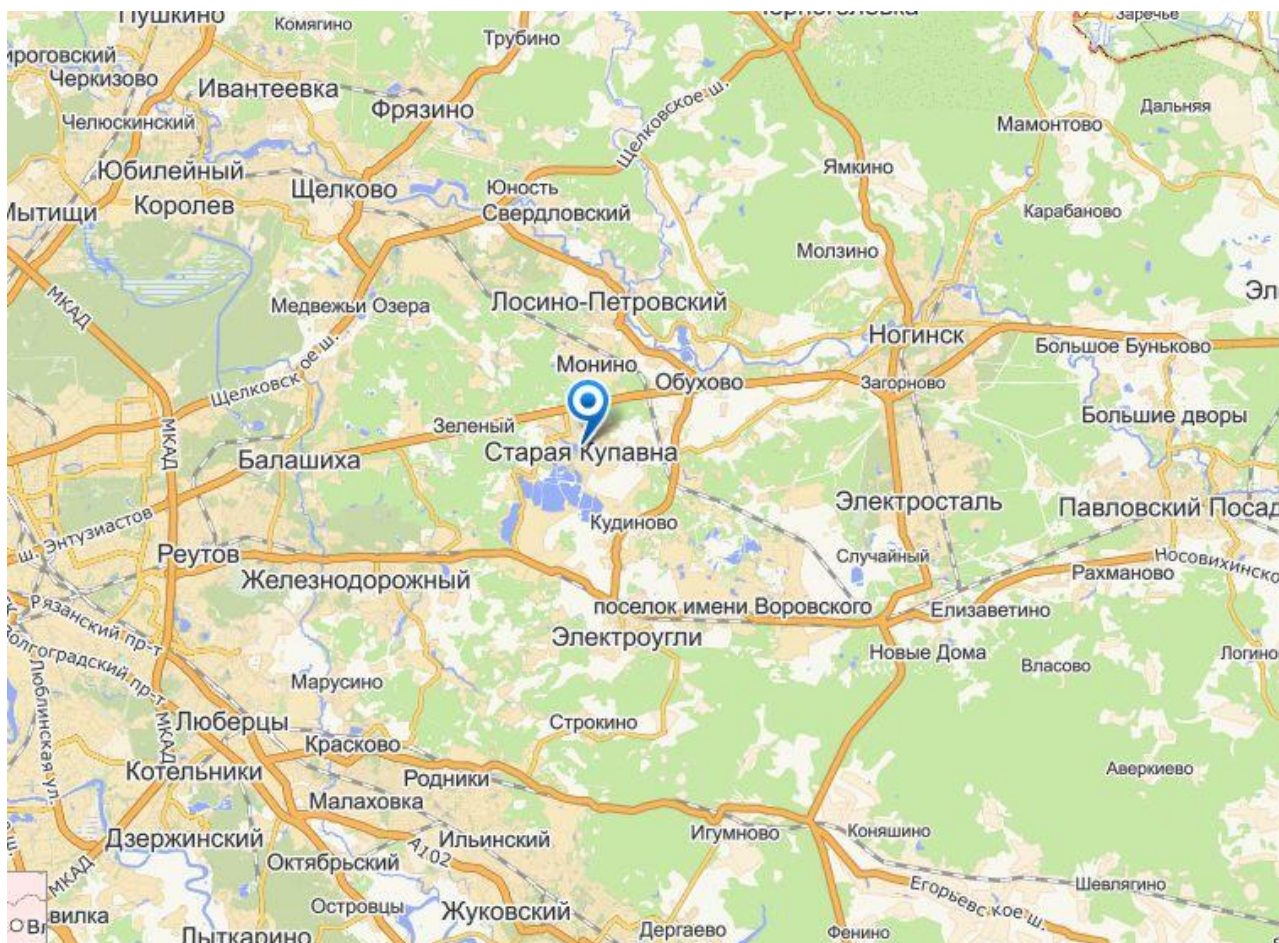 Пушкино
Комягино
Черноголовка
Заречье
Трубино
ироговский
Черкизово
Ивантеевка
Фрязино
Щелковское ш.
Дальняя
Мамонтово
Челюскинский
Юбилейный
Щелково
Юность
Ямкино
Мытищи
Королев
Свердловский
Карабаново
Молзино
МКАД
Медвежьи Озера
Лосино-Петровский
Эл
Ногинск
Большое Буньково
Щелковское ш.
Монино
Обухово
Загорново
МКАД
Зеленый
Большие дворы
Балашиха
Старая Купавна
Электросталь
Павловский Посад
ш. Энтузиастов
Кудиново
Реутов
Случайный
Носовихинско
Железнодорожный
Рахманово
Рязанский пр-т
поселок имени Воровского
Елизаветино
Волгоградский пр-т
Электроугли
Новые Дома
Власово
Логино
Люблинская ул.
Марусино
МКАД
Люберцы
Строкино
Красково
Котельники
Родники
Аверкиево
Малаховка
Дзержинский
Ильинский
Игумново
Коняшино
А102
Октябрьский
МКАД
Егорьевское ш.
Шевлягино
Островцы
Жуковский
вилка
Дергаево
Фенино
Лыткарино